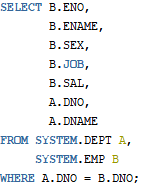 SELECT B.ENO,
B.ENAME,
B.SEX,
B.JOB,
B.SAL,
A.DNO,
A.DNAME
FROM SYSTEM.DEPT A,
SYSTEM.EMP B
WHERE A.DNO = B.DNO;